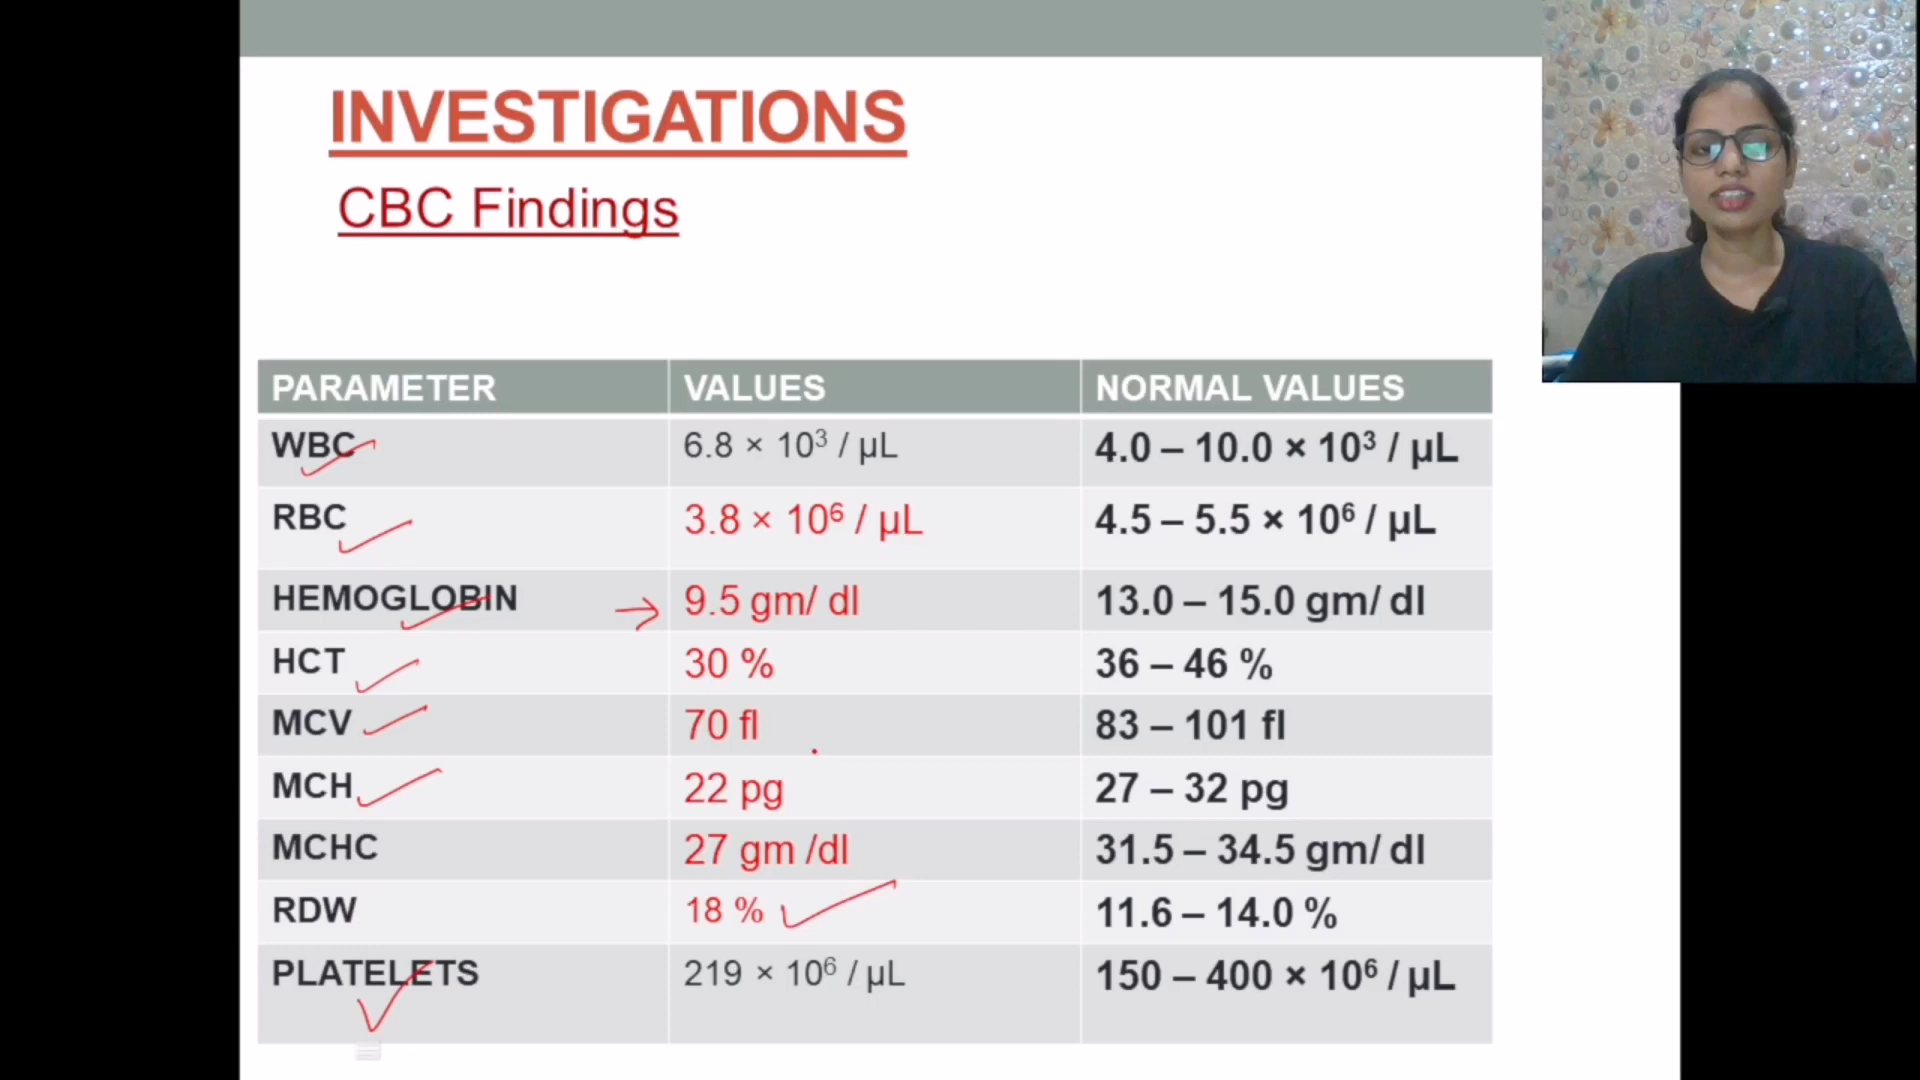 INVESTIGATIONS
CBC Findings
PARAMETER VALUES NORMAL VALUES
WBC 6.8 × 10³ / µL 4.0 – 10.0 × 10³ / µL
RBC 3.8 × 10⁶ / µL 4.5 – 5.5 × 10⁶ / µL
HEMOGLOBIN 9.5 gm/ dl 13.0 – 15.0 gm/ dl
HCT 30 % 36 – 46 %
MCV 70 fl 83 – 101 fl
MCH 22 pg 27 – 32 pg
MCHC 27 gm /dl 31.5 – 34.5 gm/ dl
RDW 18 % 11.6 – 14.0 %
PLATELETS 219 × 10⁶ / µL 150 – 400 × 10⁶ / µL